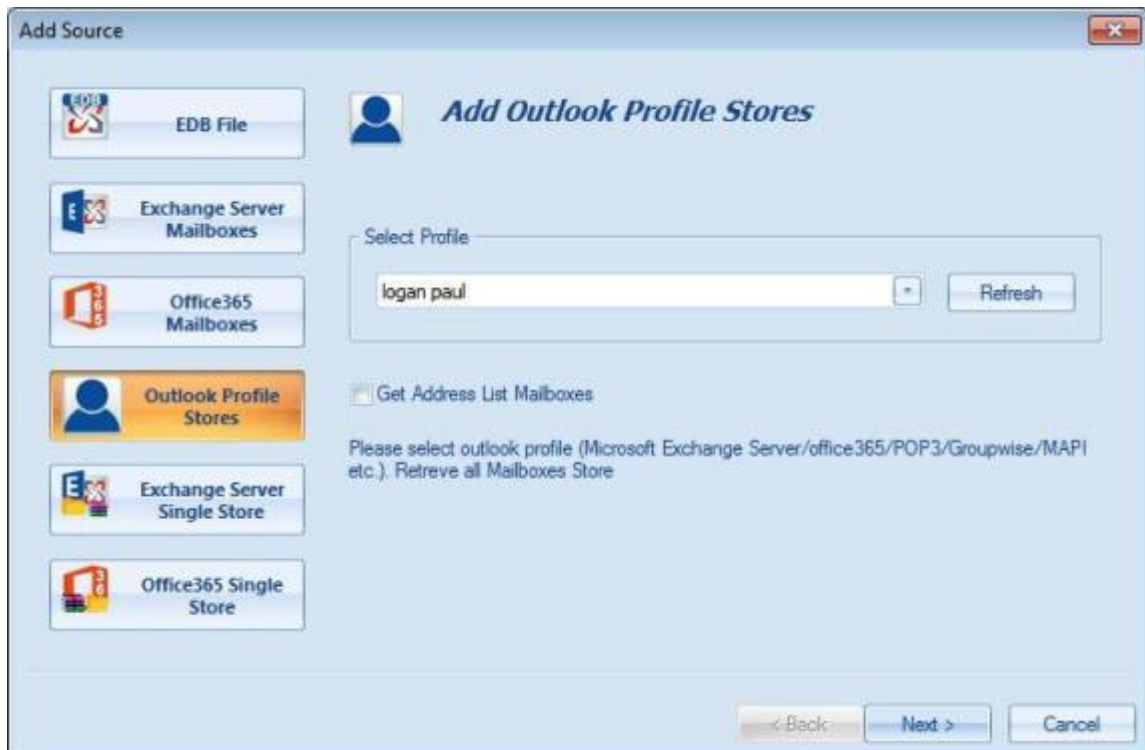 Add Source
EDB
EDB File
Add Outlook Profile Stores
E
Exchange Server
Mailboxes
Select Profile
logan paul
Refresh
365
Office365
Mailboxes
Outlook Profile
Stores
Get Address List Mailboxes
Please select outlook profile (Microsoft Exchange Server/office365/POP3/Groupwise/MAPI
etc.). Retreve all Mailboxes Store
E
Exchange Server
Single Store
36
Office365 Single
Store
< Back
Next >
Cancel